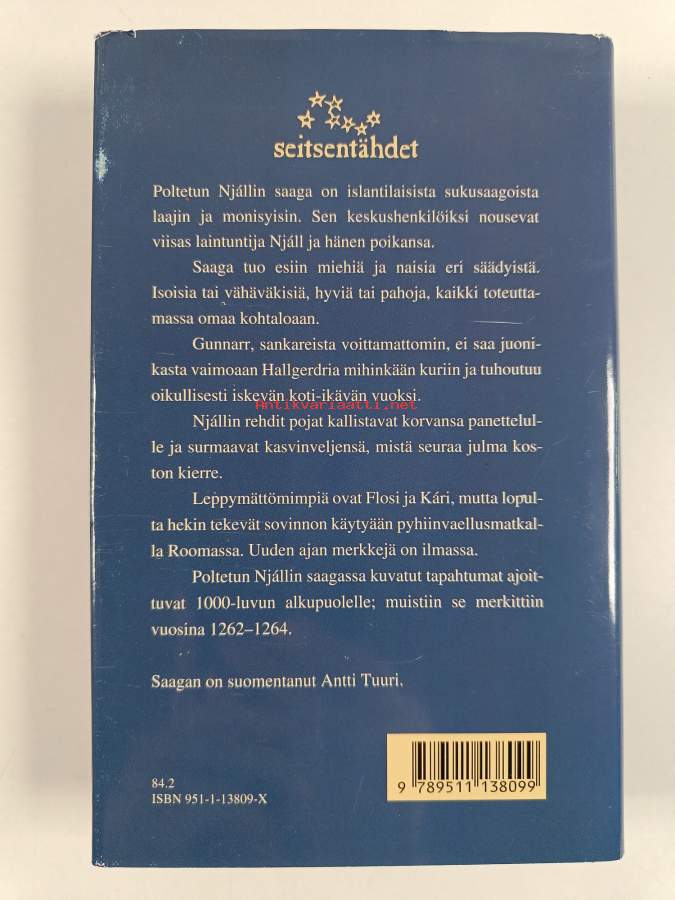 seitsentähdet
Poltetun Njállin saaga on islantilaisista sukusaagoista
laajin ja monisyisin. Sen keskushenkilöiksi nousevat
viisas laintuntija Njáll ja hänen poikansa.
Saaga tuo esiin miehiä ja naisia eri säädyistä.
Isoisia tai vähäväkisiä, hyviä tai pahoja, kaikki toteutta-
massa omaa kohtaloaan.
Gunnarr, sankareista voittamattomin, ei saa juoni-
kasta vaimoaan Hallgerdria mihinkään kuriin ja tuhoutuu
oikullisesti iskevän koti-ikävän vuoksi.
Antikvariaatti.net
Njállin rehdit pojat kallistavat korvansa panettelul-
le ja surmaavat kasvinveljensä, mistä seuraa julma kos-
ton kierre.
Leppymättömimpiä ovat Flosi ja Kári, mutta lopul-
ta hekin tekevät sovinnon käytyään pyhiinvaellusmatkal-
la Roomassa. Uuden ajan merkkejä on ilmassa.
Poltetun Njállin saagassa kuvatut tapahtumat ajoit-
tuvat 1000-luvun alkupuolelle; muistiin se merkittiin
vuosina 1262–1264.
Saagan on suomentanut Antti Tuuri.
84.2
ISBN 951-1-13809-X
9 789511 138099